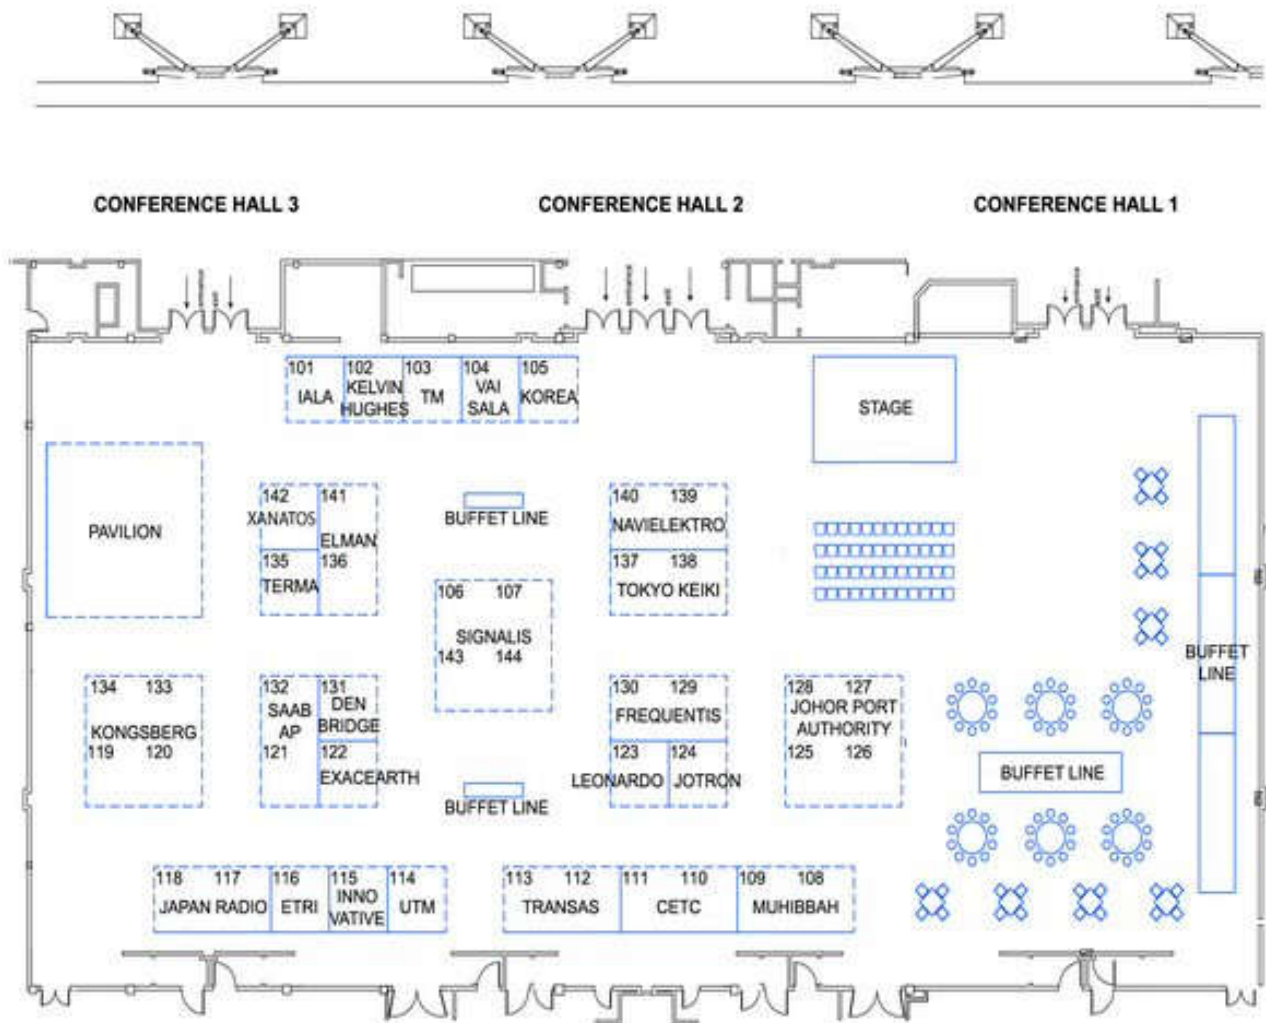 CONFERENCE HALL 3
CONFERENCE HALL 2
CONFERENCE HALL 1
101
IALA
102
KELVIN
HUGHES
103
TM
104
VAI
SALA
105
KOREA
STAGE
PAVILION
142
XANATOS
141
ELMAN
135
TERMA
136
BUFFET LINE
140 139
NAVIELEKTRO
137 138
TOKYO KEIKI
106 107
SIGNALIS
143 144
BUFFET
LINE
134 133
KONGSBERG
119 120
132
SAAB
AP
121
131
DEN
BRIDGE
122
EXACEARTH
BUFFET LINE
130 129
FREQUENTIS
123
LEONARDO
124
JOTRON
128 127
JOHOR PORT
AUTHORITY
125 126
BUFFET LINE
118 117
JAPAN RADIO
116
ETRI
115
INNO
VATIVE
114
UTM
113 112
TRANSAS
111 110
CETC
109 108
MUHIBBAH